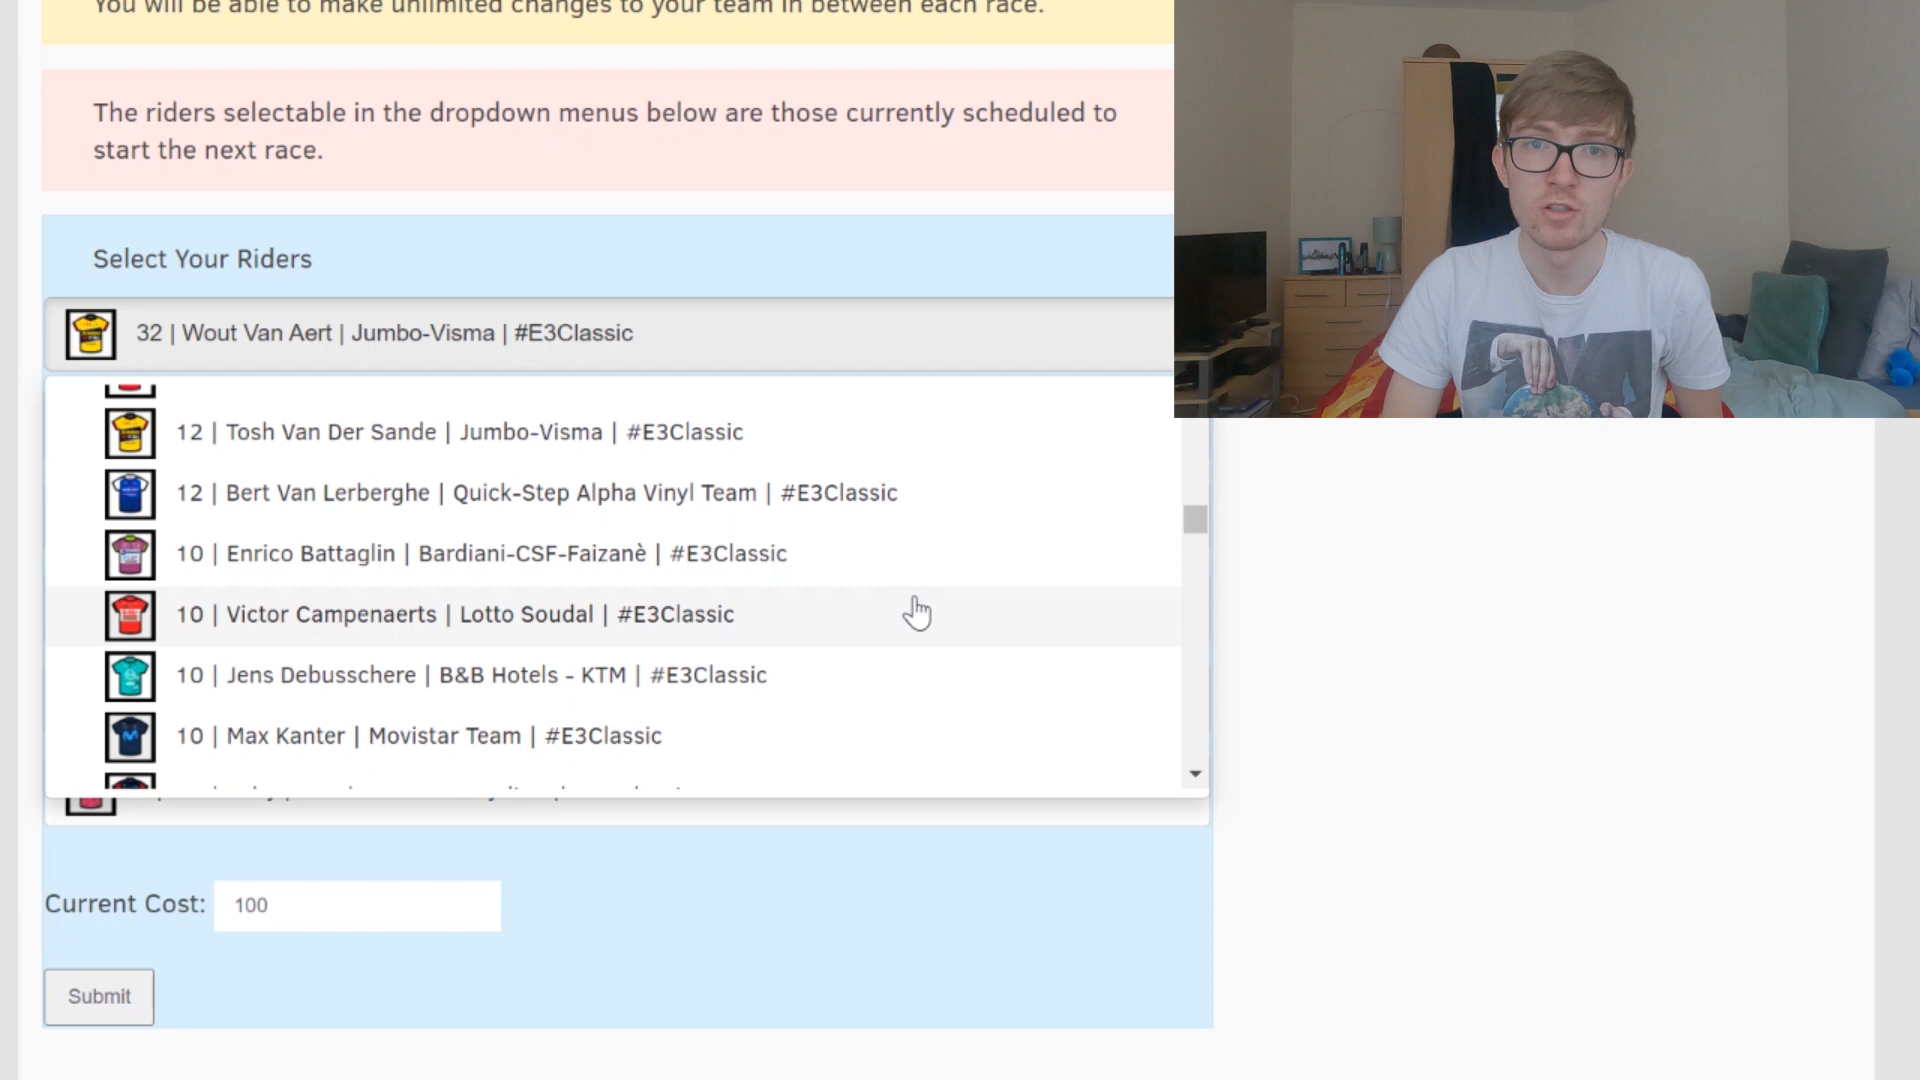 You will be able to make unlimited changes to your team in between each race.
The riders selectable in the dropdown menus below are those currently scheduled to
start the next race.
Select Your Riders
32 | Wout Van Aert | Jumbo-Visma | #E3Classic
12 | Tosh Van Der Sande | Jumbo-Visma | #E3Classic
12 | Bert Van Lerberghe | Quick-Step Alpha Vinyl Team | #E3Classic
10 | Enrico Battaglin | Bardiani-CSF-Faizanè | #E3Classic
10 | Victor Campenaerts | Lotto Soudal | #E3Classic
10 | Jens Debusschere | B&B Hotels - KTM | #E3Classic
10 | Max Kanter | Movistar Team | #E3Classic
Current Cost: 100
Submit